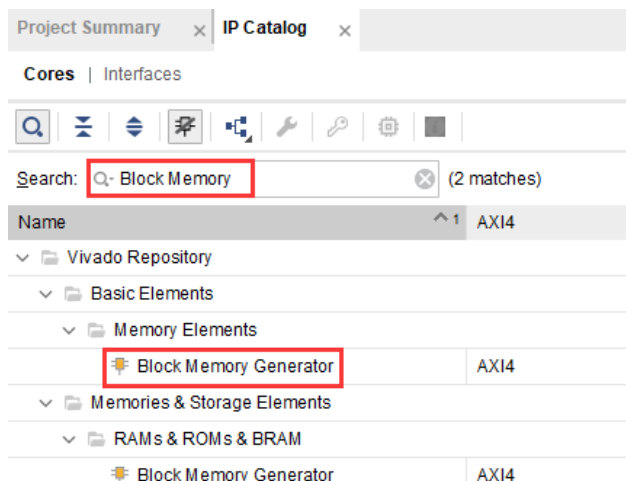 Project Summary × IP Catalog ×
Cores | Interfaces
Search: Block Memory (2 matches)
Name 1 AXI4
Vivado Repository
Basic Elements
Memory Elements
Block Memory Generator AXI4
Memories & Storage Elements
RAMs & ROMs & BRAM
Block Memory Generator AXI4